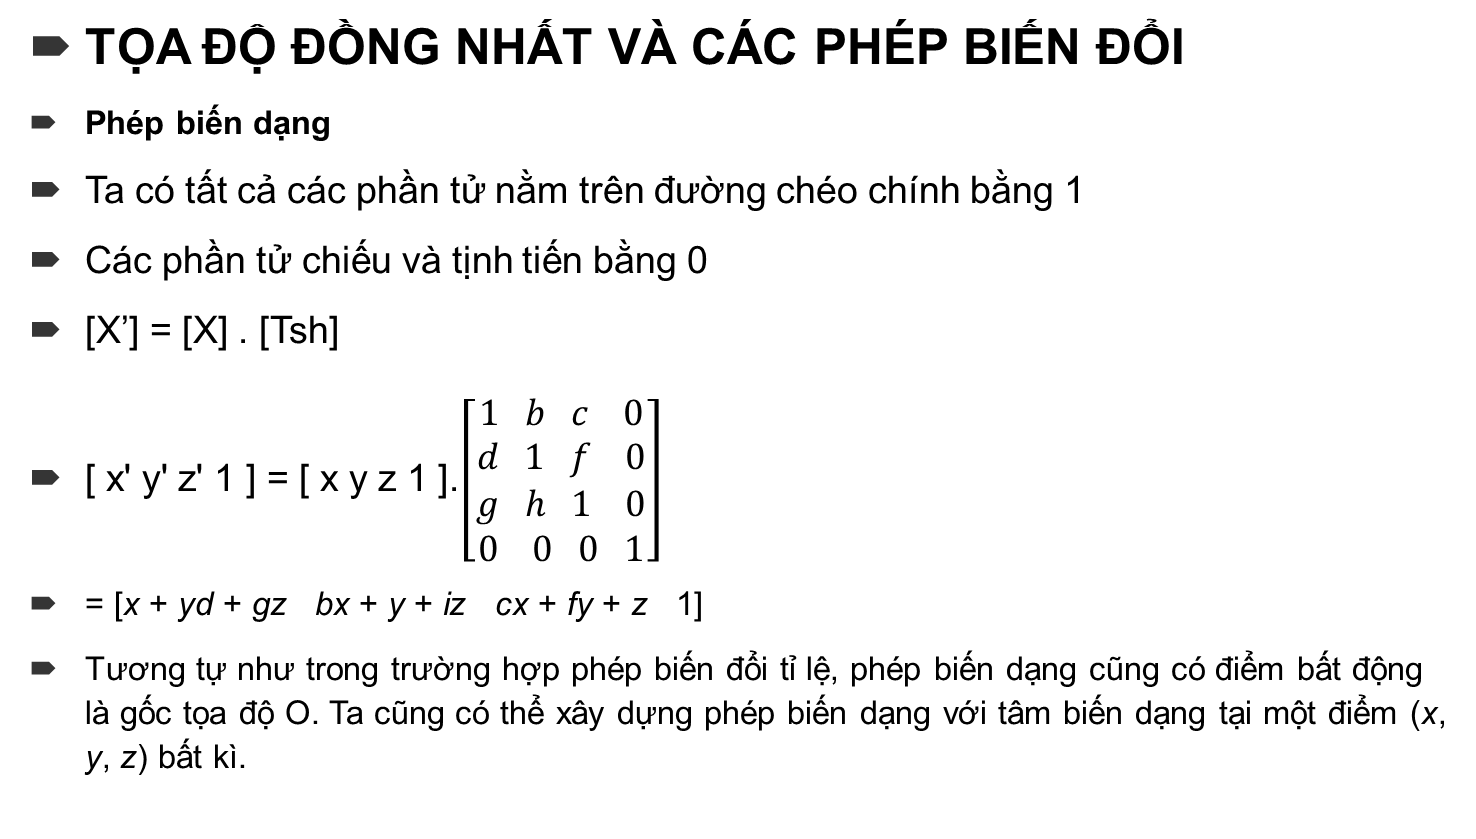 TỌA ĐỘ ĐỒNG NHẤT VÀ CÁC PHÉP BIẾN ĐỔI
Phép biến dạng
Ta có tất cả các phần tử nằm trên đường chéo chính bằng 1
Các phần tử chiếu và tịnh tiến bằng 0
[X’] = [X] . [Tsh]
1 b c 0
d 1 f 0
[ x' y' z' 1 ] = [ x y z 1 ].
g h 1 0
0 0 0 1
= [x + yd + gz bx + y + iz cx + fy + z 1]
Tương tự như trong trường hợp phép biến đổi tỉ lệ, phép biến dạng cũng có điểm bất động
là gốc tọa độ O. Ta cũng có thể xây dựng phép biến dạng với tâm biến dạng tại một điểm (x,
y, z) bất kì.